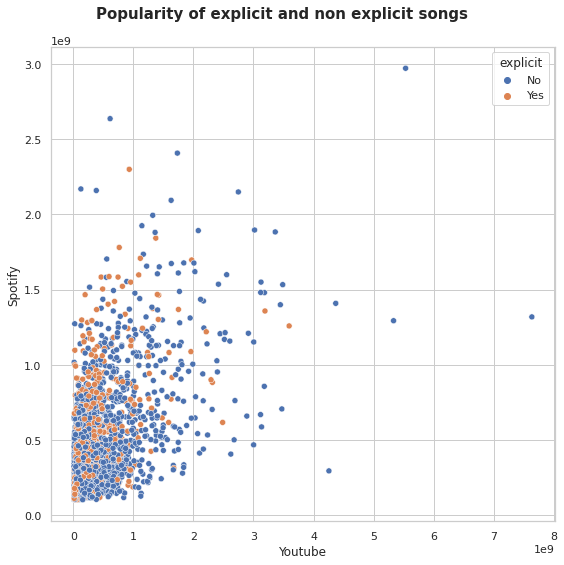 Popularity of explicit and non explicit songs
1e9
explicit
No
Yes
3.0
2.5
2.0
1.5
1.0
0.5
0.0
Spotify
0 1 2 3 4 5 6 7 8
Youtube
1e9